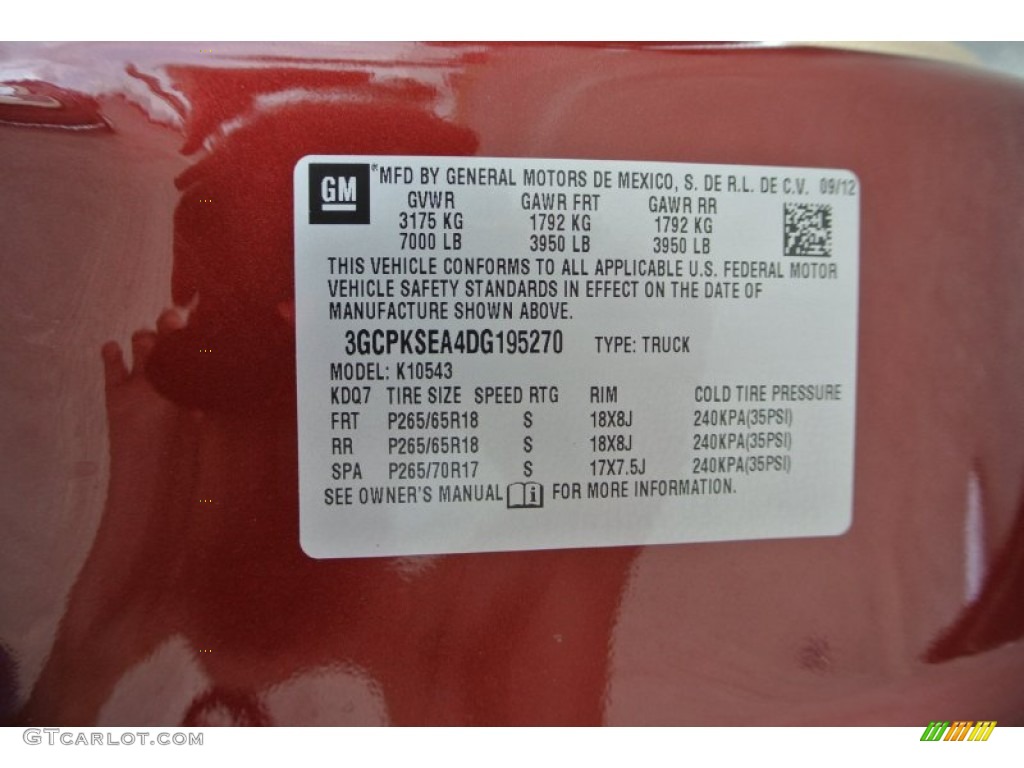 GM
*MFD BY GENERAL MOTORS DE MEXICO, S. DE R.L. DE C.V. 09/12
GVWR GAWR FRT GAWR RR
3175 KG 1792 KG 1792 KG
7000 LB 3950 LB 3950 LB
THIS VEHICLE CONFORMS TO ALL APPLICABLE U.S. FEDERAL MOTOR
VEHICLE SAFETY STANDARDS IN EFFECT ON THE DATE OF
MANUFACTURE SHOWN ABOVE.
3GCPKSEA4DG195270 TYPE: TRUCK
MODEL: K10543
KDQ7 TIRE SIZE SPEED RTG RIM COLD TIRE PRESSURE
FRT P265/65R18 S 18X8J 240KPA(35PSI)
RR P265/65R18 S 18X8J 240KPA(35PSI)
SPA P265/70R17 S 17X7.5J 240KPA(35PSI)
SEE OWNER'S MANUAL i FOR MORE INFORMATION.
GTCarlot.com